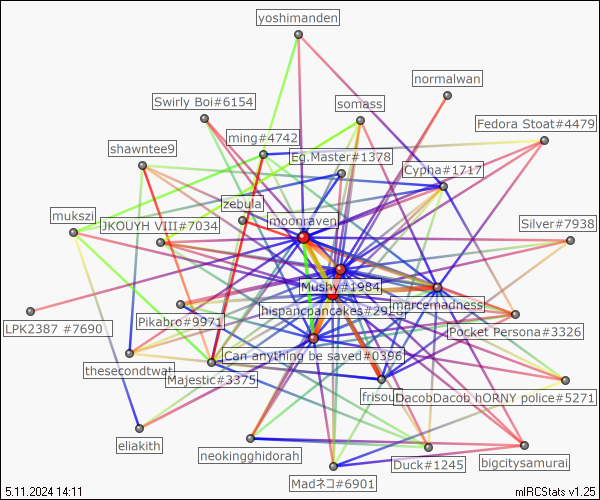 yoshimanden
normalwan
Swirly Boi#6154
somass
Fedora Stoat#4479
ming#4742
shawntee9
Eg.Master#1378
Cypha#1717
zebula
mukszi
moonraven
JKOUYH VIII#7034
Silver#7938
Mushy#1984
marcemadness
LPK2387 #7690
Pikabro#9971
Pocket Persona#3326
Can anything be saved#0396
thesecondtwat
Majestic#3375
frisou
DacobDacob hORNY police#5271
eliakith
neokingghidorah
Duck#1245
bigcitysamurai
Madネコ#6901
5.11.2024 14:11
mIRCStats v1.25